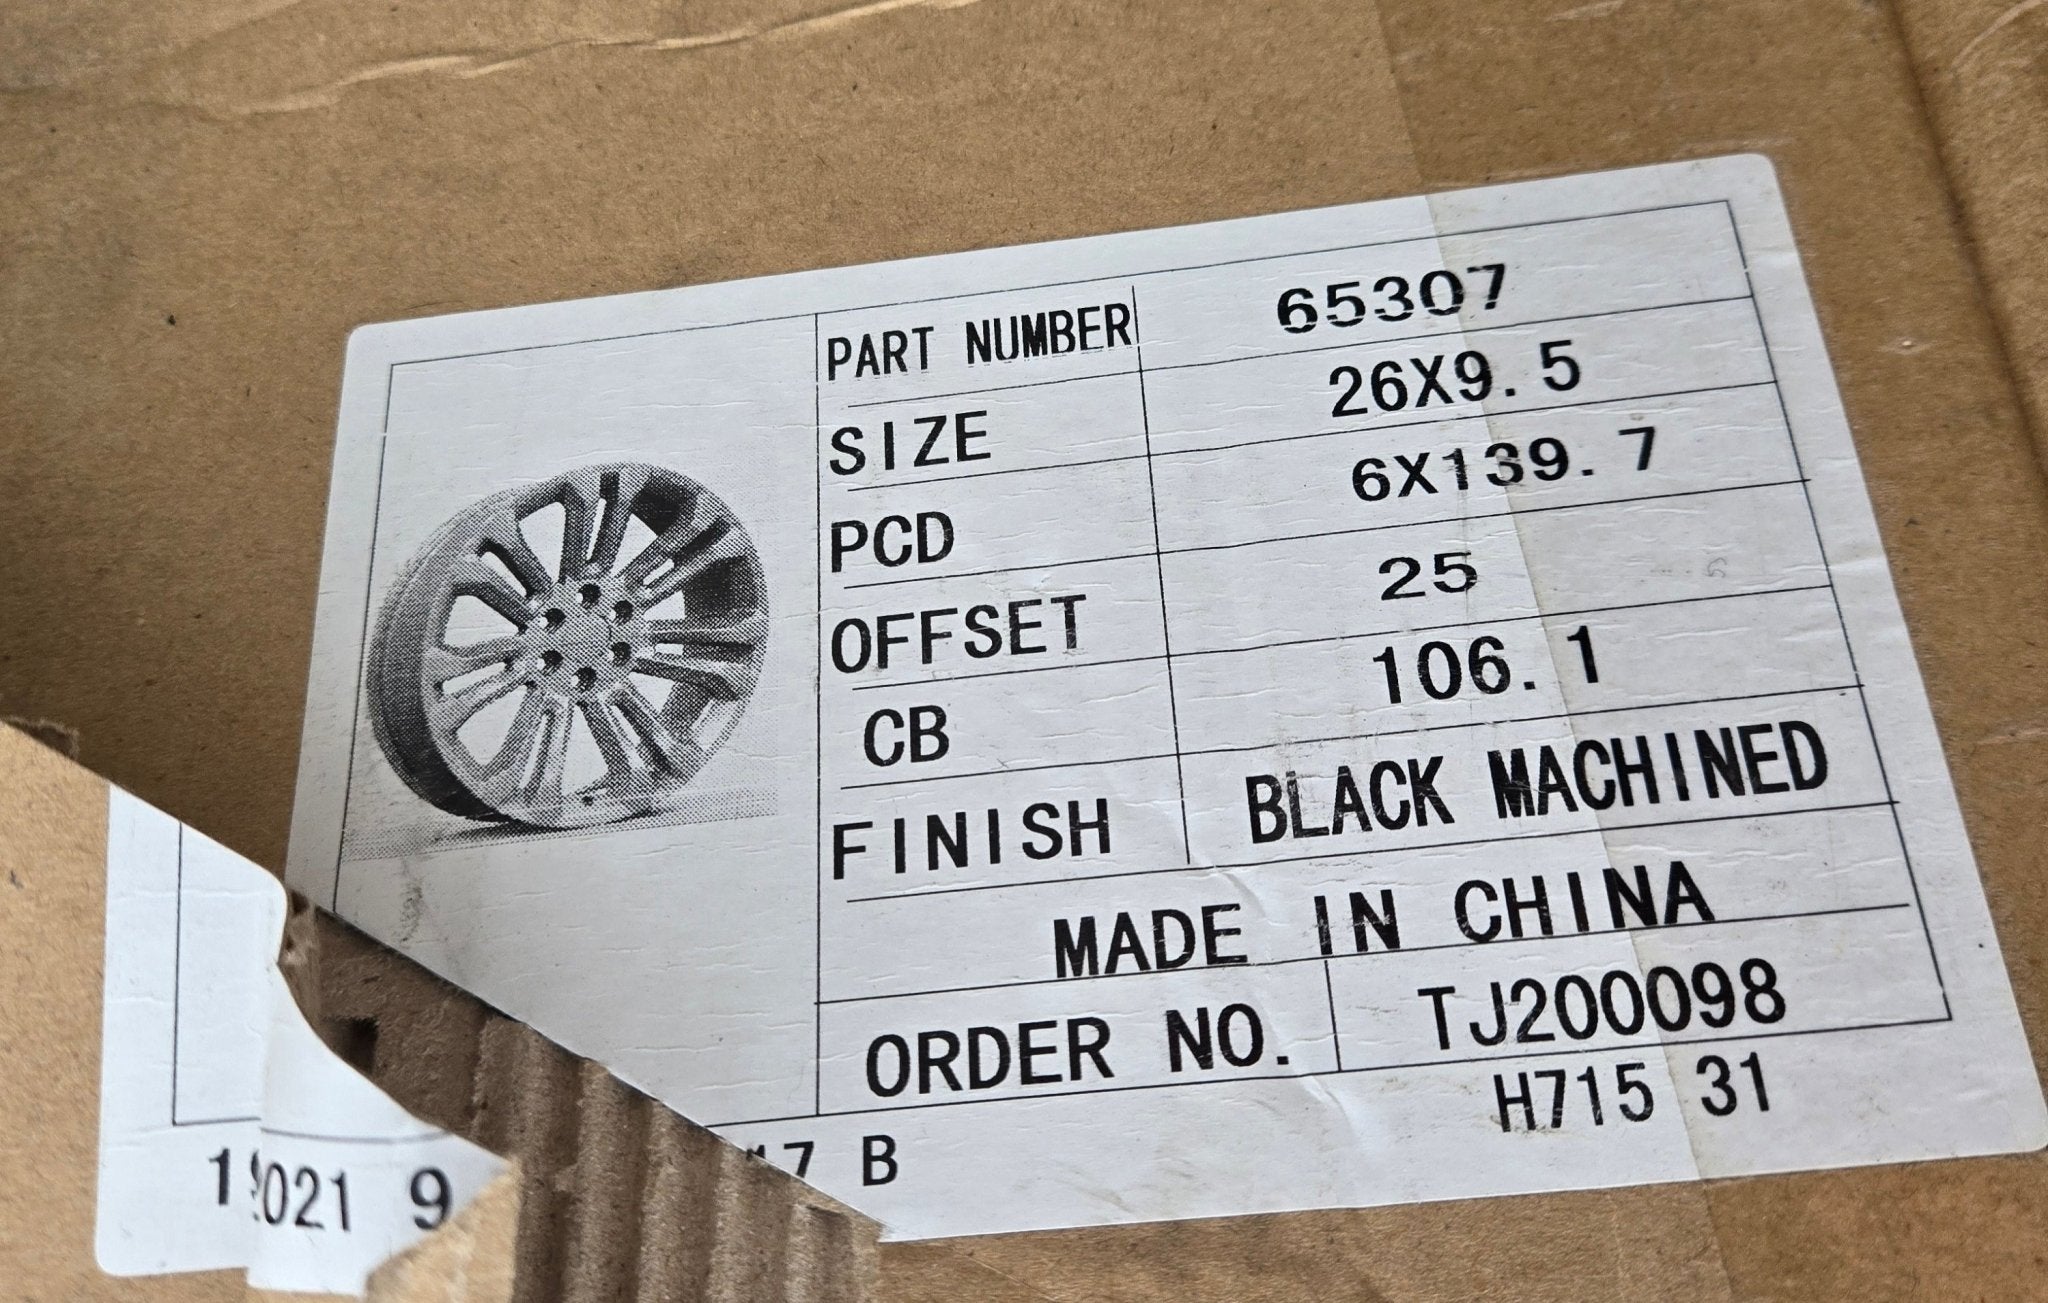 PART NUMBER 65307
SIZE 26X9.5
PCD 6X139.7
OFFSET 25
CB 106.1
FINISH BLACK MACHINED
MADE IN CHINA
ORDER NO. TJ200098
H715 31
021 9
B